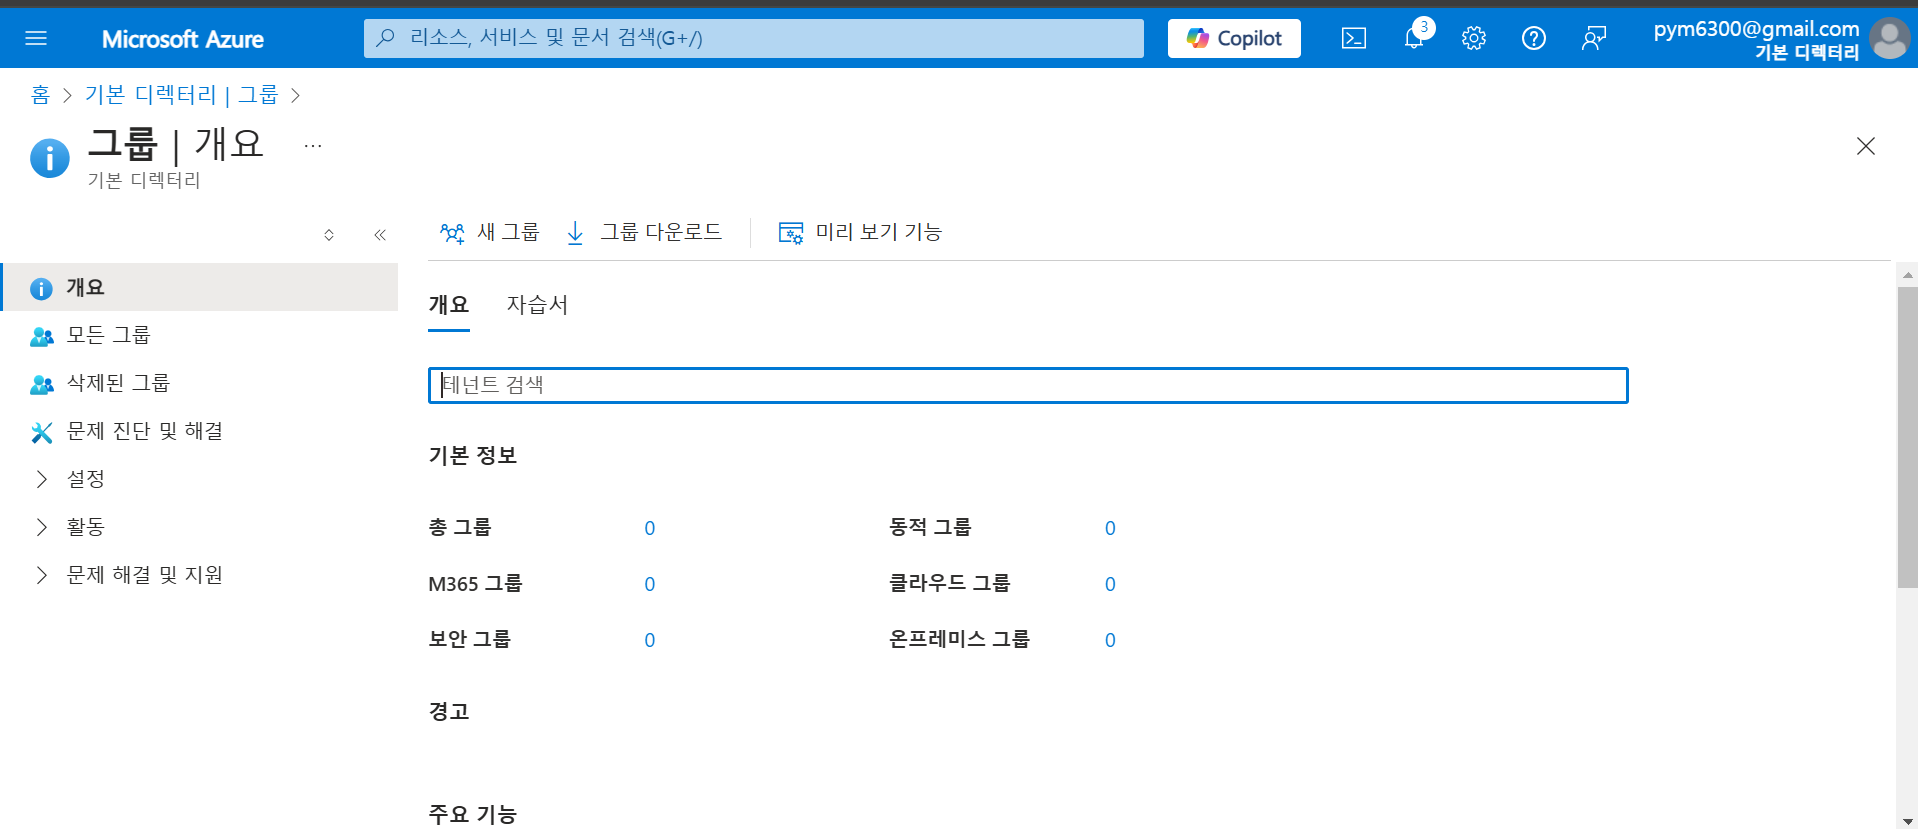 Microsoft Azure
리소스, 서비스 및 문서 검색(G+/)
Copilot
3
pym6300@gmail.com
기본 디렉터리
홈 > 기본 디렉터리 | 그룹 >
그룹 | 개요 ...
기본 디렉터리
새 그룹 그룹 다운로드 미리 보기 기능
개요
모든 그룹
삭제된 그룹
문제 진단 및 해결
설정
활동
문제 해결 및 지원
개요 자습서
테넌트 검색
기본 정보
총 그룹 0 동적 그룹 0
M365 그룹 0 클라우드 그룹 0
보안 그룹 0 온프레미스 그룹 0
경고
주요 기능